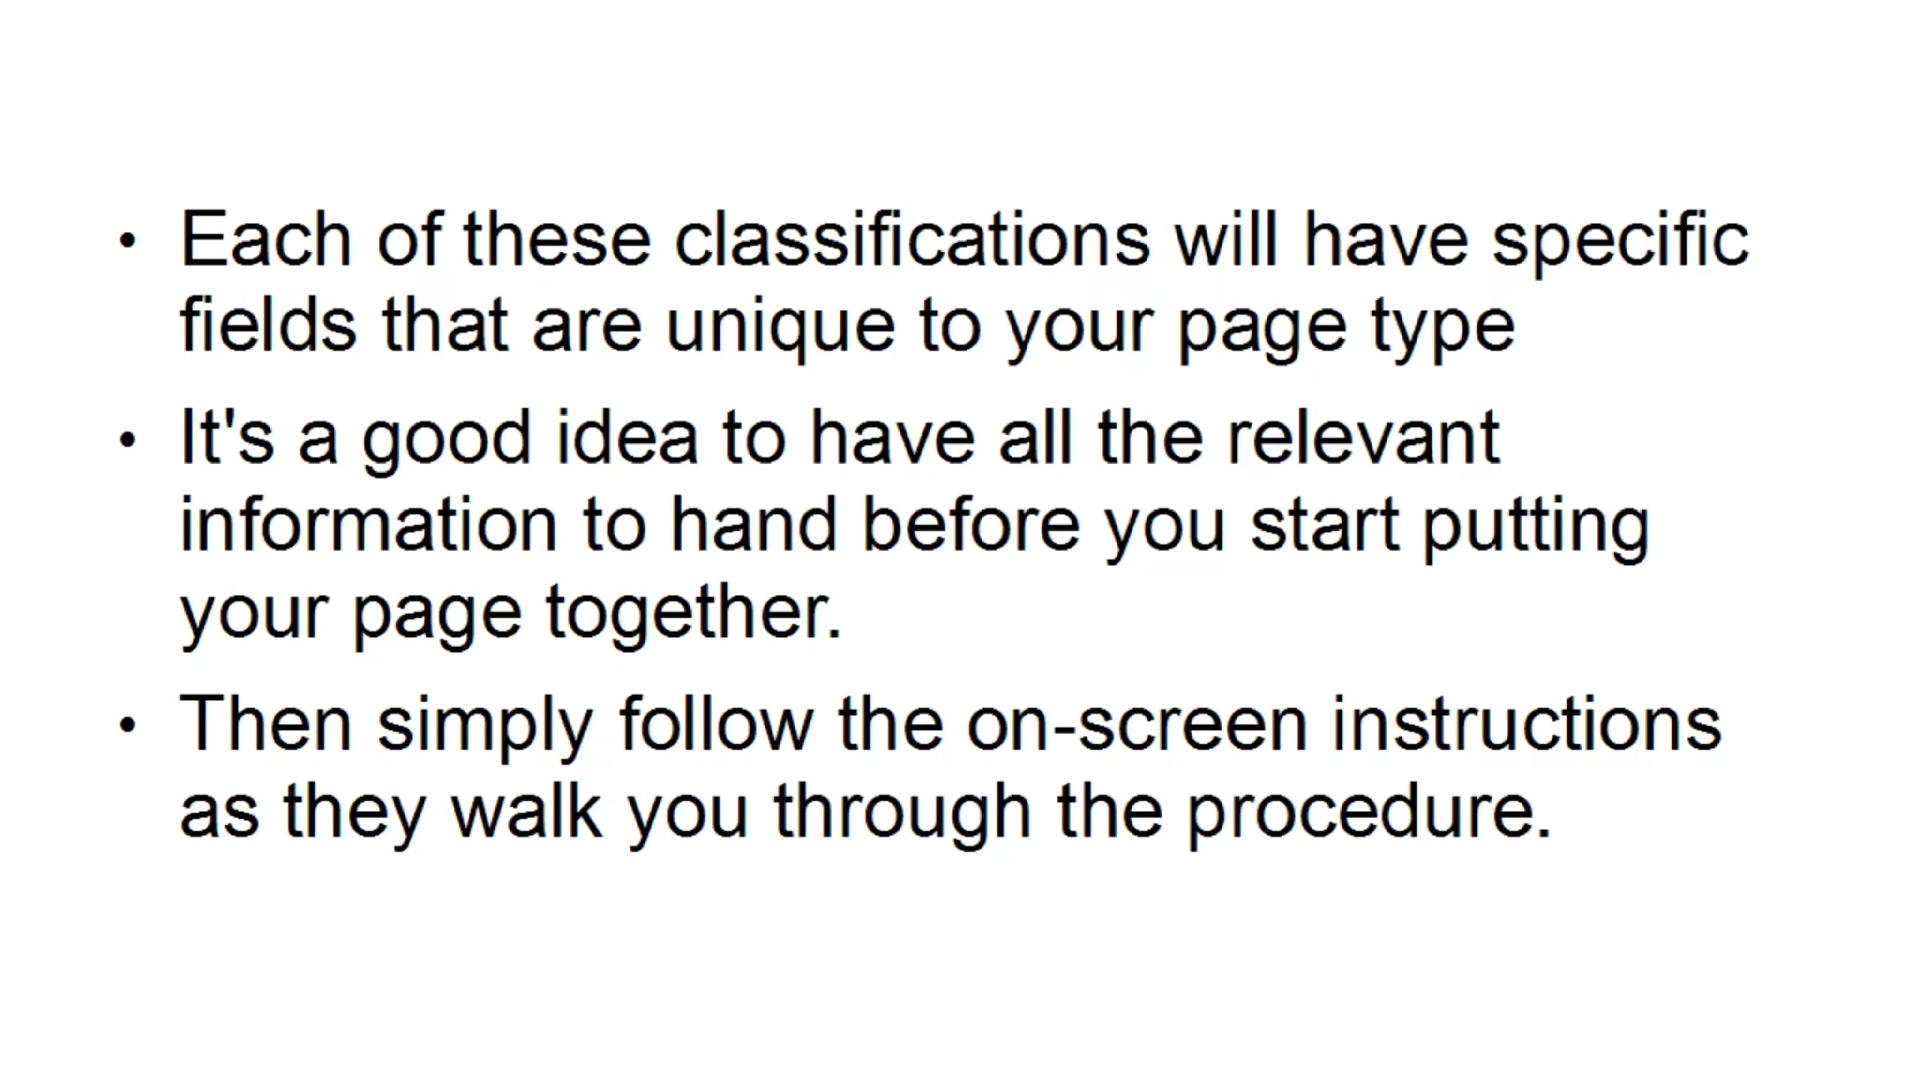 • Each of these classifications will have specific
fields that are unique to your page type
• It's a good idea to have all the relevant
information to hand before you start putting
your page together.
• Then simply follow the on-screen instructions
as they walk you through the procedure.